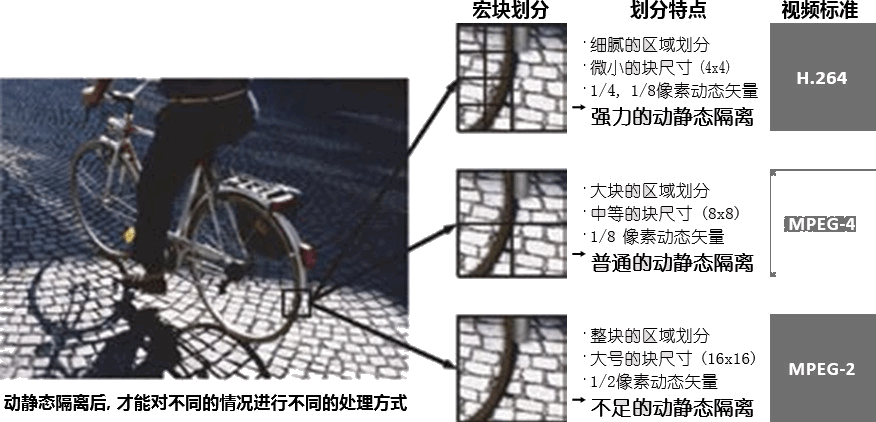 宏块划分 划分特点 视频标准
·细腻的区域划分
·微小的块尺寸 (4x4)
·1/4, 1/8像素动态矢量
→强力的动静态隔离
H.264
·大块的区域划分
·中等的块尺寸 (8x8)
·1/8 像素动态矢量
→普通的动静态隔离
MPEG-4
·整块的区域划分
·大号的块尺寸 (16x16)
·1/2像素动态矢量
→不足的动静态隔离
MPEG-2
动静态隔离后, 才能对不同的情况进行不同的处理方式